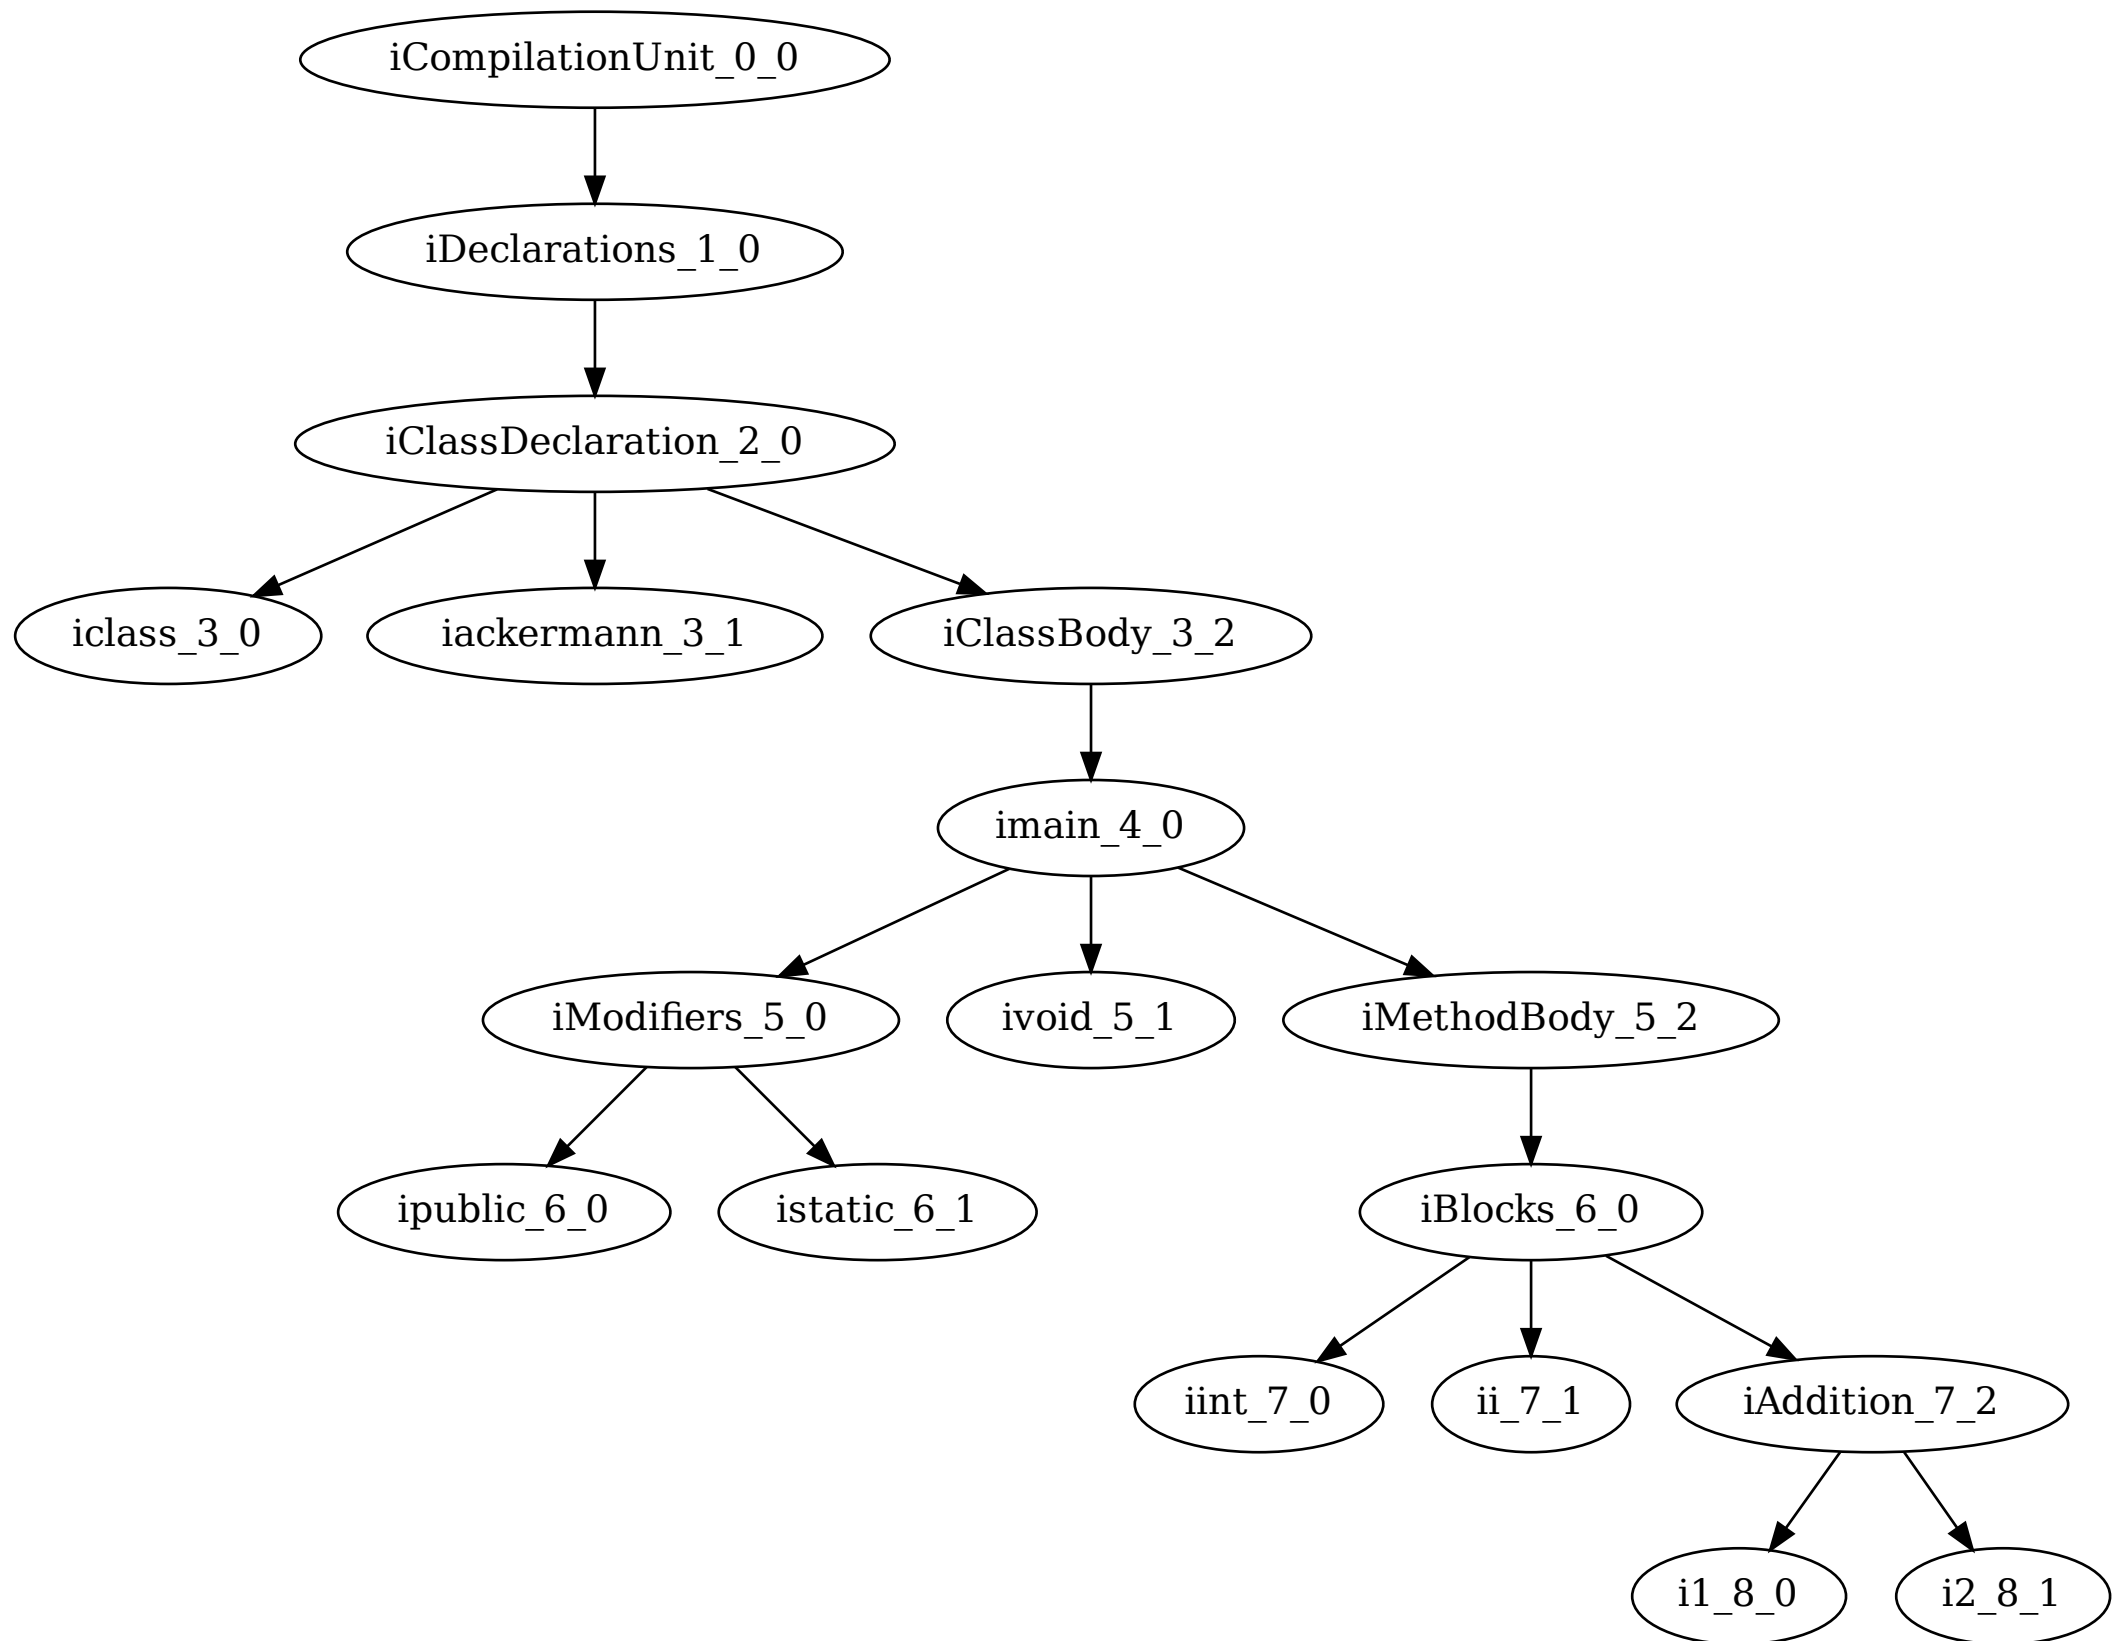 iCompilationUnit_0_0
iDeclarations_1_0
iClassDeclaration_2_0
iclass_3_0
iackermann_3_1
iClassBody_3_2
imain_4_0
iModifiers_5_0
ivoid_5_1
iMethodBody_5_2
ipublic_6_0
istatic_6_1
iBlocks_6_0
iint_7_0
ii_7_1
iAddition_7_2
i1_8_0
i2_8_1